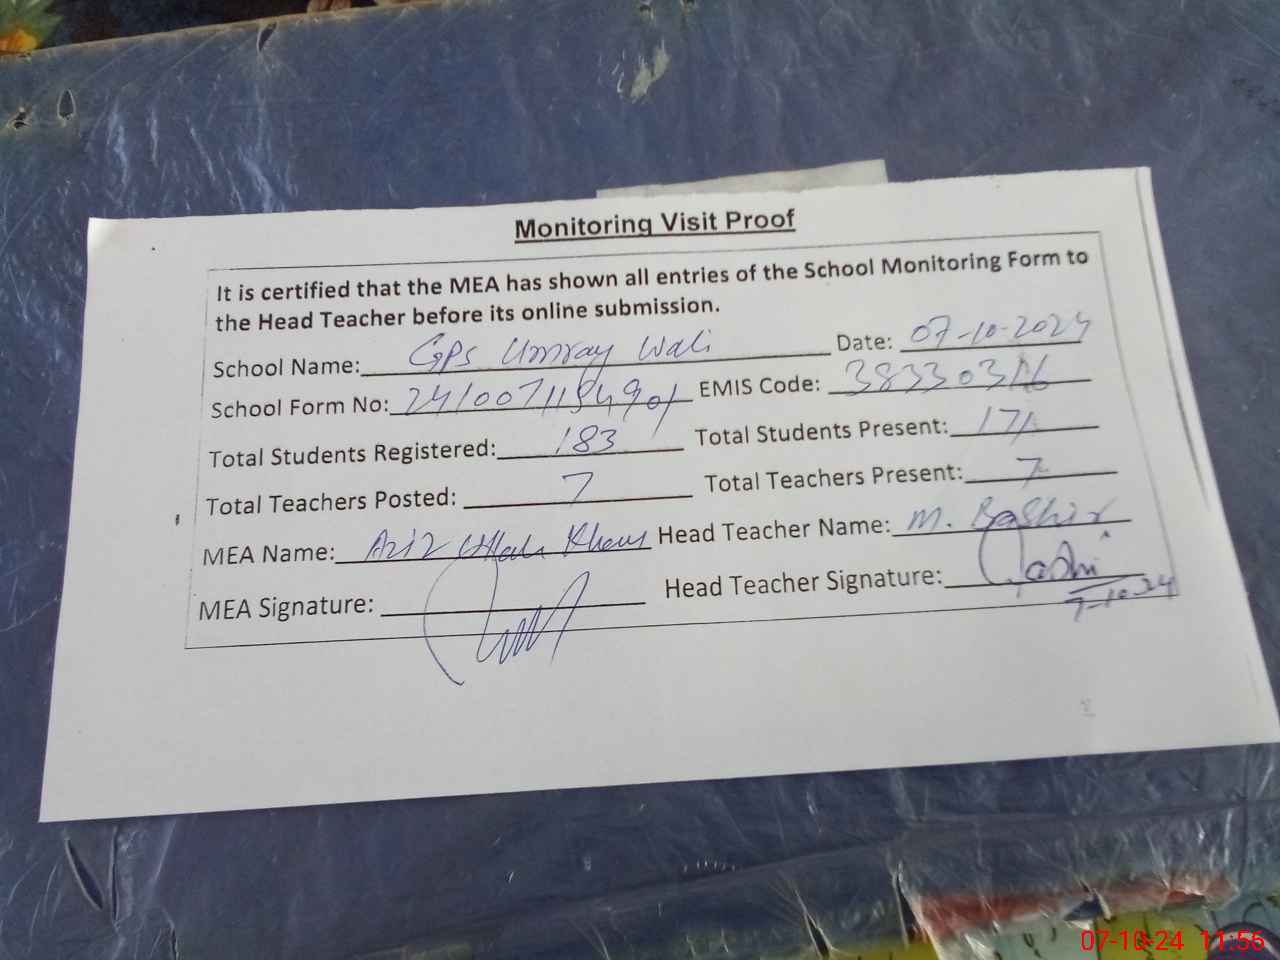 Monitoring Visit Proof
It is certified that the MEA has shown all entries of the School Monitoring Form to
the Head Teacher before its online submission.
School Name: GPS Umray Wali Date: 07-10-2024
School Form No: EMIS Code:
Total Students Registered: 183 Total Students Present: 171
Total Teachers Posted: 7 Total Teachers Present: 7
MEA Name: Aziz Ullah Khan Head Teacher Name: M. Bashir
MEA Signature: Head Teacher Signature:
7-10-24
07-10-24 11:56